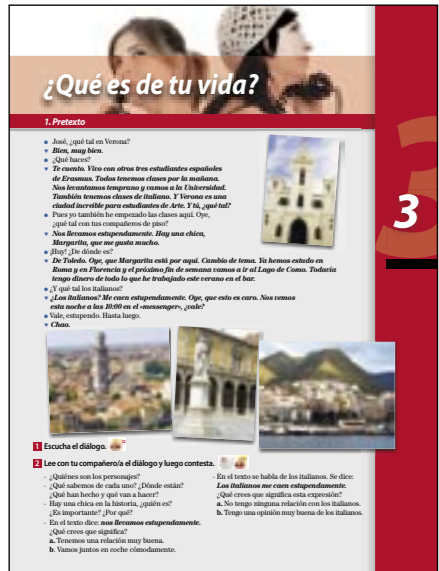 ¿Qué es de tu vida?
1. Pretexto
3
3
● José, ¿qué tal en Verona?
▼ Bien, muy bien.
● ¿Qué haces?
▼ Te cuento. Vivo con otros tres estudiantes españoles
de Erasmus. Todos tenemos clases por la mañana.
Nos levantamos temprano y vamos a la Universidad.
También tenemos clases de italiano. Y Verona es una
ciudad increíble para estudiantes de Arte. Y tú, ¿qué tal?
● Pues yo también he empezado las clases aquí. Oye,
¿qué tal con tus compañeros de piso?
▼ Nos llevamos estupendamente. Hay una chica,
Margarita, que me gusta mucho.
● ¡Huy! ¿De dónde es?
▼ De Toledo. Oye, que Margarita está por aquí. Cambio de tema. Ya hemos estado en
Roma y en Florencia y el próximo fin de semana vamos a ir al Lago de Como. Todavía
tengo dinero de todo lo que he trabajado este verano en el bar.
● ¿Y qué tal los italianos?
▼ ¿Los italianos? Me caen estupendamente. Oye, que esto es caro. Nos vemos
esta noche a las 10:00 en el «messenger», ¿vale?
● Vale, estupendo. Hasta luego.
▼ Chao.
1 Escucha el diálogo.
2 Lee con tu compañero/a el diálogo y luego contesta.
- ¿Quiénes son los personajes?
- ¿Qué sabemos de cada uno? ¿Dónde están?
¿Qué han hecho y qué van a hacer?
- Hay una chica en la historia, ¿quién es?
¿Es importante? ¿Por qué?
- En el texto dice: nos llevamos estupendamente.
¿Qué crees que significa?
a. Tenemos una relación muy buena.
b. Vamos juntos en coche cómodamente.
- En el texto se habla de los italianos. Se dice:
Los italianos me caen estupendamente.
¿Qué crees que significa esta expresión?
a. No tengo ninguna relación con los italianos.
b. Tengo una opinión muy buena de los italianos.